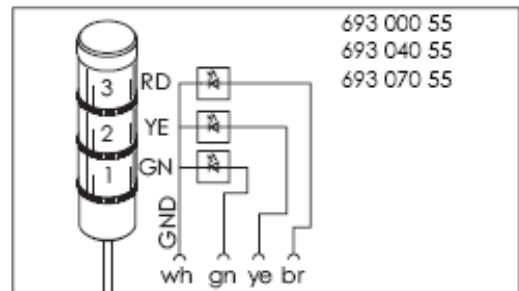 693 000 55
693 040 55
693 070 55
3 RD
2 YE
1 GN
GND
wh gn ye br